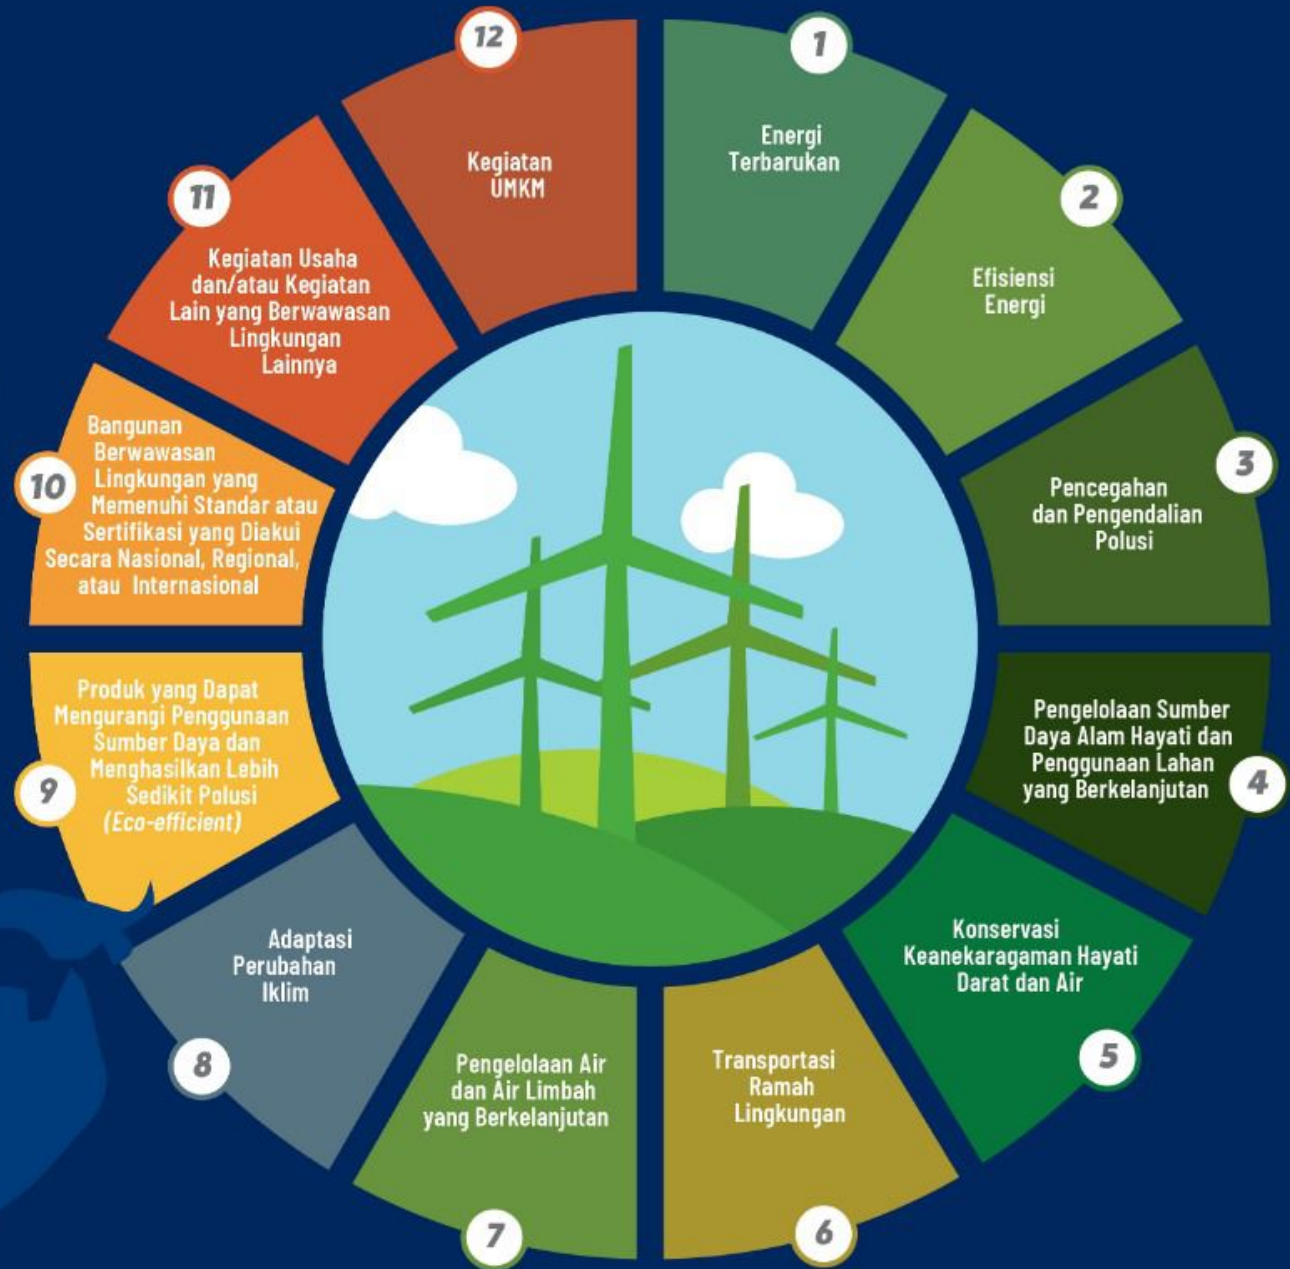 1
Energi
Terbarukan
2
Efisiensi
Energi
3
Pencegahan
dan Pengendalian
Polusi
4
Pengelolaan Sumber
Daya Alam Hayati dan
Penggunaan Lahan
yang Berkelanjutan
5
Konservasi
Keanekaragaman Hayati
Darat dan Air
6
Transportasi
Ramah
Lingkungan
7
Pengelolaan Air
dan Air Limbah
yang Berkelanjutan
8
Adaptasi
Perubahan
Iklim
9
Produk yang Dapat
Mengurangi Penggunaan
Sumber Daya dan
Menghasilkan Lebih
Sedikit Polusi
(Eco-efficient)
10
Bangunan
Berwawasan
Lingkungan yang
Memenuhi Standar atau
Sertifikasi yang Diakui
Secara Nasional, Regional,
atau Internasional
11
Kegiatan Usaha
dan/atau Kegiatan
Lain yang Berwawasan
Lingkungan
Lainnya
12
Kegiatan
UMKM